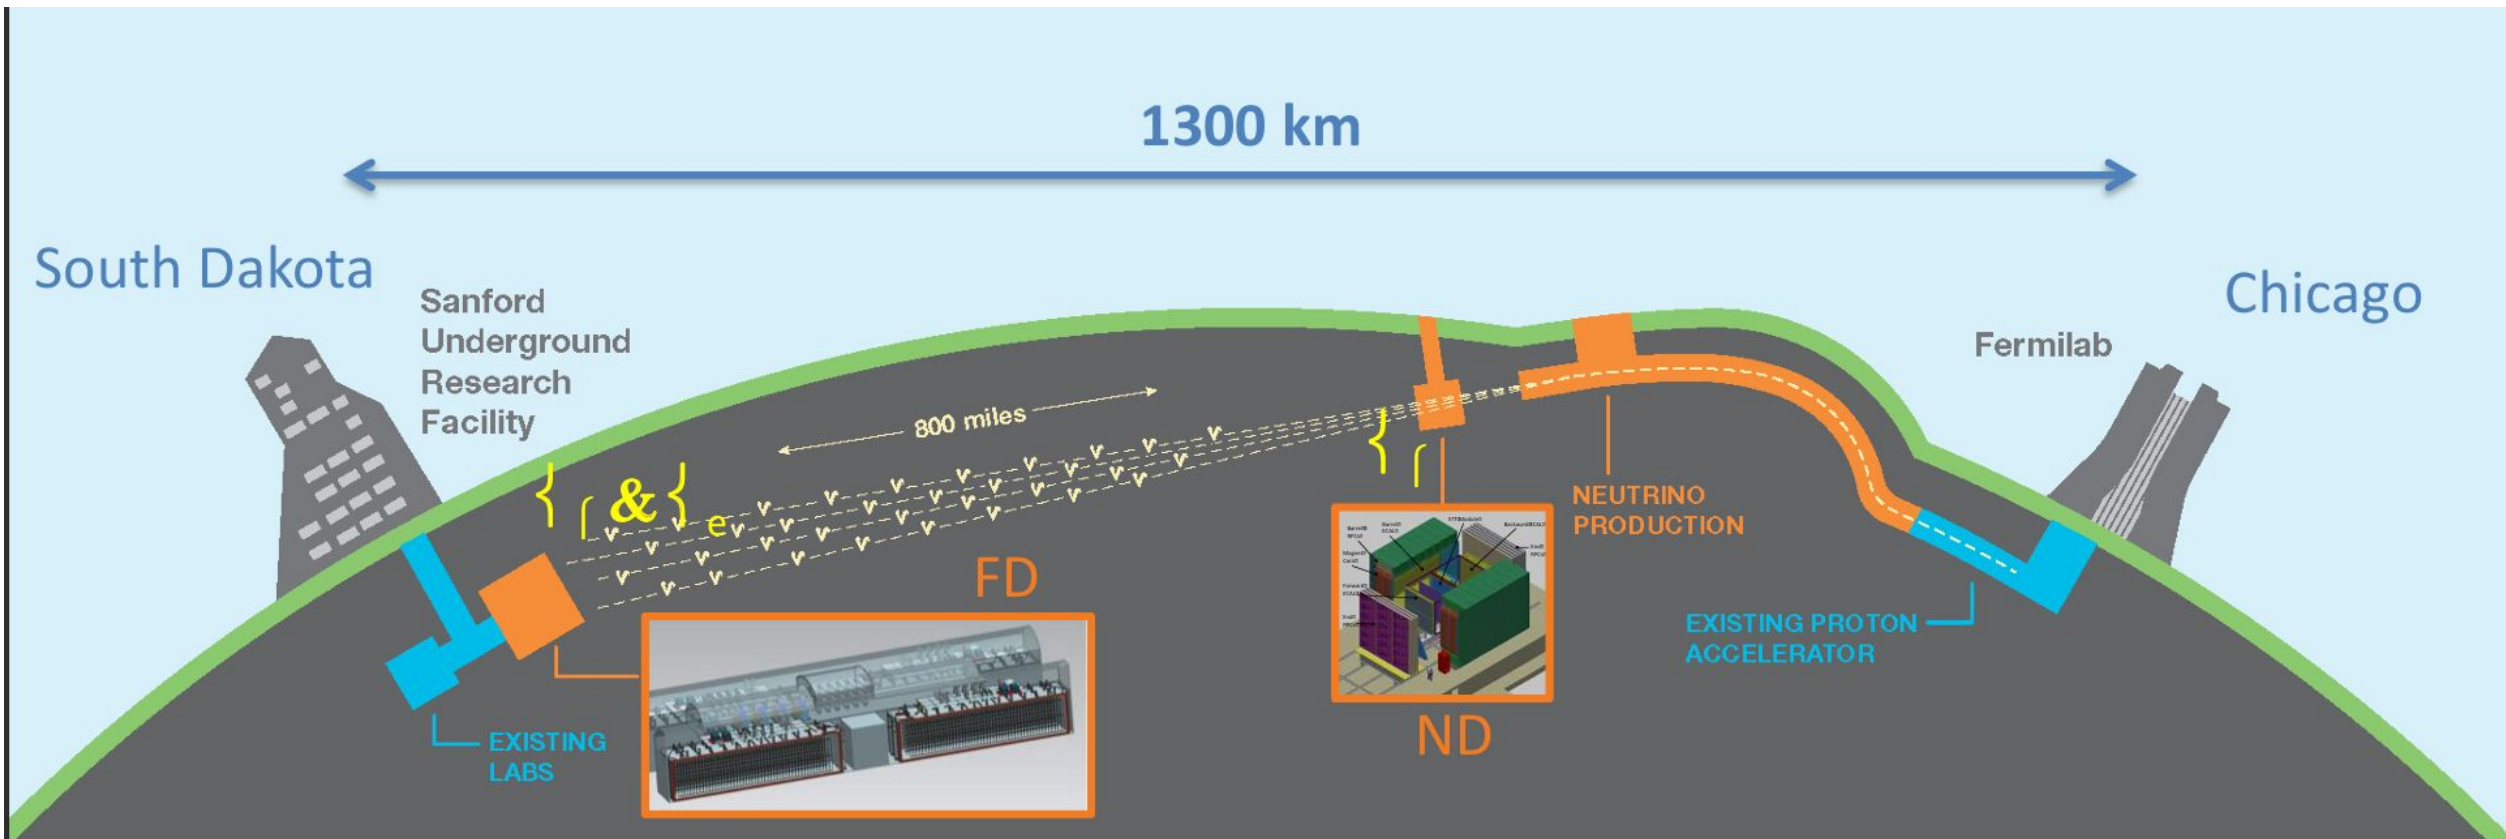 1300 km
South Dakota
Chicago
Sanford
Underground
Research
Facility
Fermilab
800 miles
{ ⌠ & { e
{ ⌠
NEUTRINO
PRODUCTION
FD
ND
EXISTING PROTON
ACCELERATOR
EXISTING
LABS